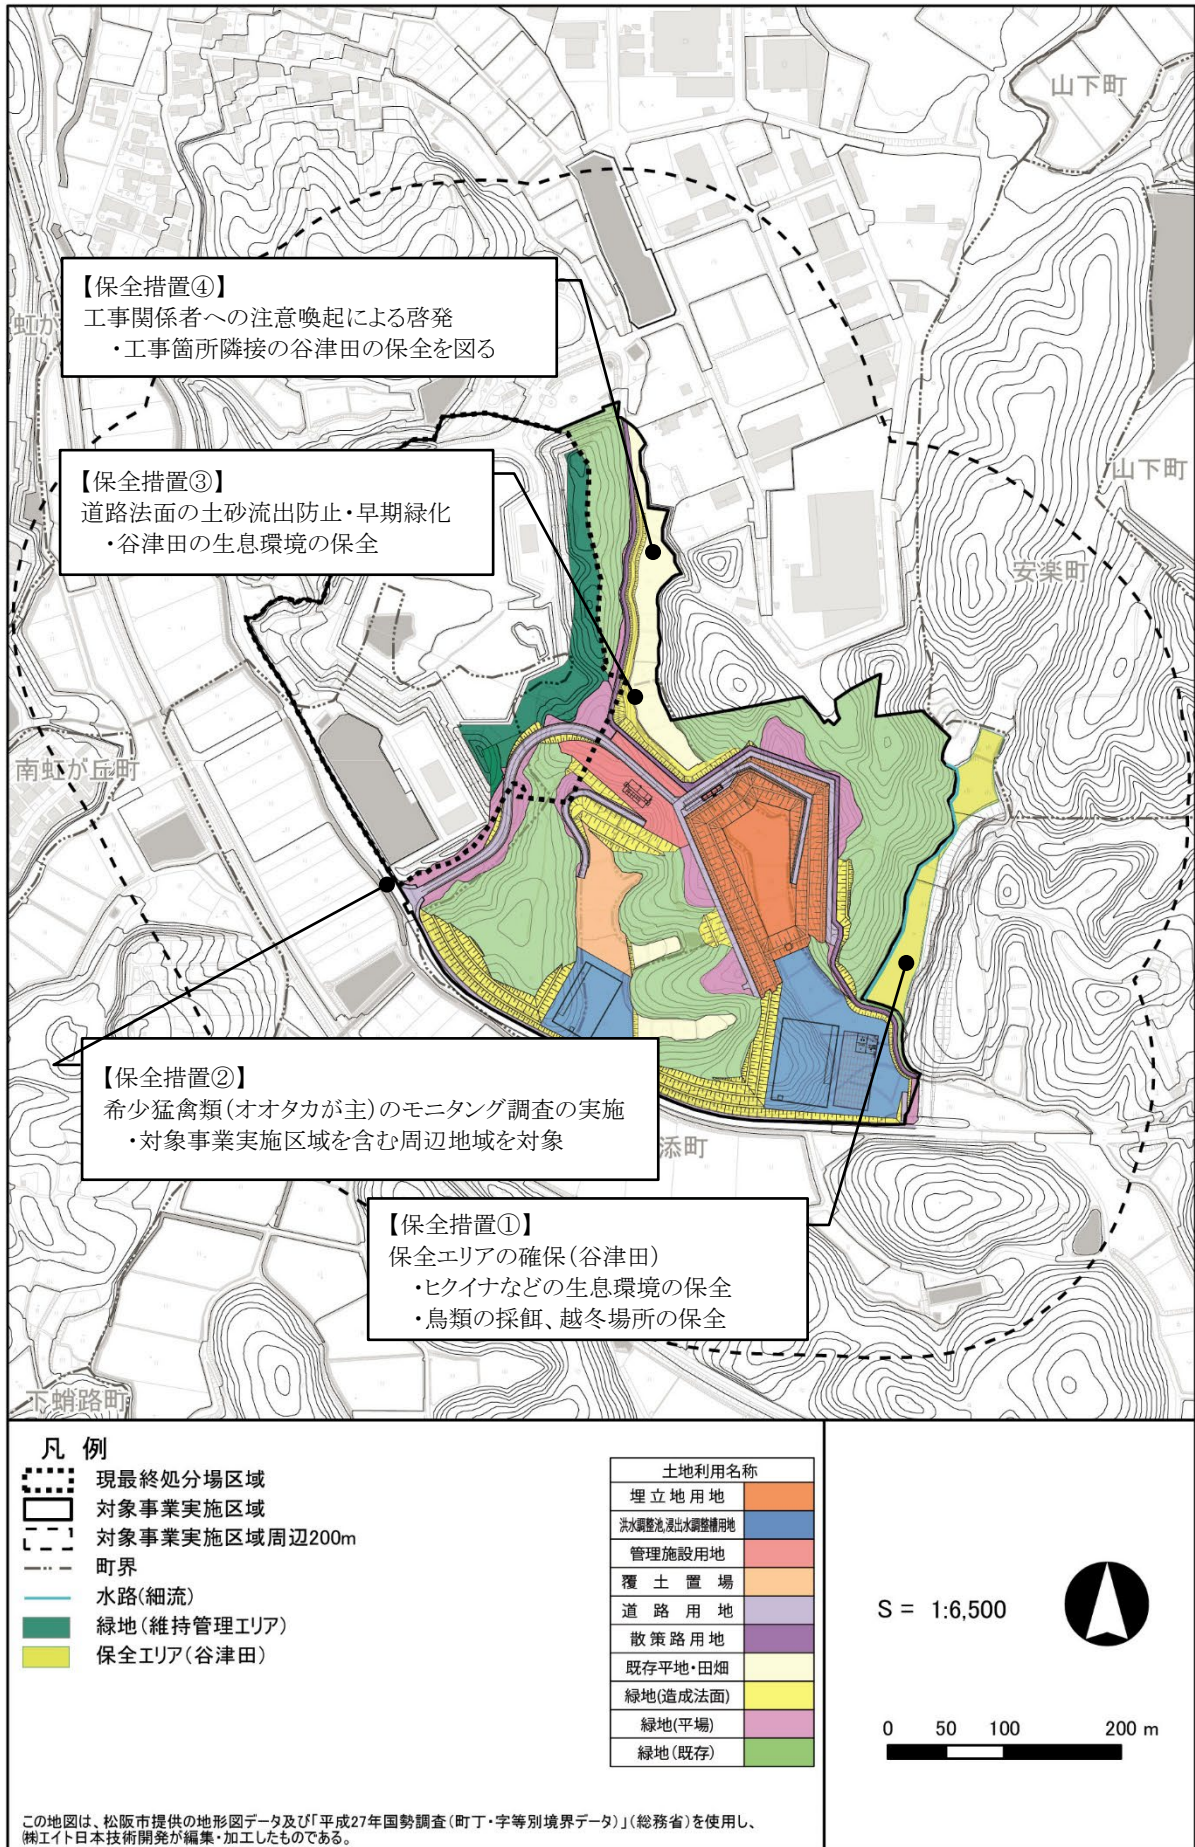 山下町
【保全措置④】
工事関係者への注意喚起による啓発
・工事箇所隣接の谷津田の保全を図る
虹が
【保全措置③】
道路法面の土砂流出防止・早期緑化
・谷津田の生息環境の保全
山下町
安楽町
南虹が丘町
【保全措置②】
希少猛禽類(オオタカが主)のモニタング調査の実施
・対象事業実施区域を含む周辺地域を対象
添町
【保全措置①】
保全エリアの確保(谷津田)
・ヒクイナなどの生息環境の保全
・鳥類の採餌、越冬場所の保全
下蛸路町
凡 例
現最終処分場区域
対象事業実施区域
対象事業実施区域周辺200m
町界
水路(細流)
緑地(維持管理エリア)
保全エリア(谷津田)
土地利用名称
埋立地用地
洪水調整池,浸出水調整槽用地
管理施設用地
覆土置場
道路用地
散策路用地
既存平地・田畑
緑地(造成法面)
緑地(平場)
緑地(既存)
S = 1:6,500
0 50 100 200 m
この地図は、松阪市提供の地形図データ及び「平成27年国勢調査(町丁・字等別境界データ)」(総務省)を使用し、
㈱エイト日本技術開発が編集・加工したものである。